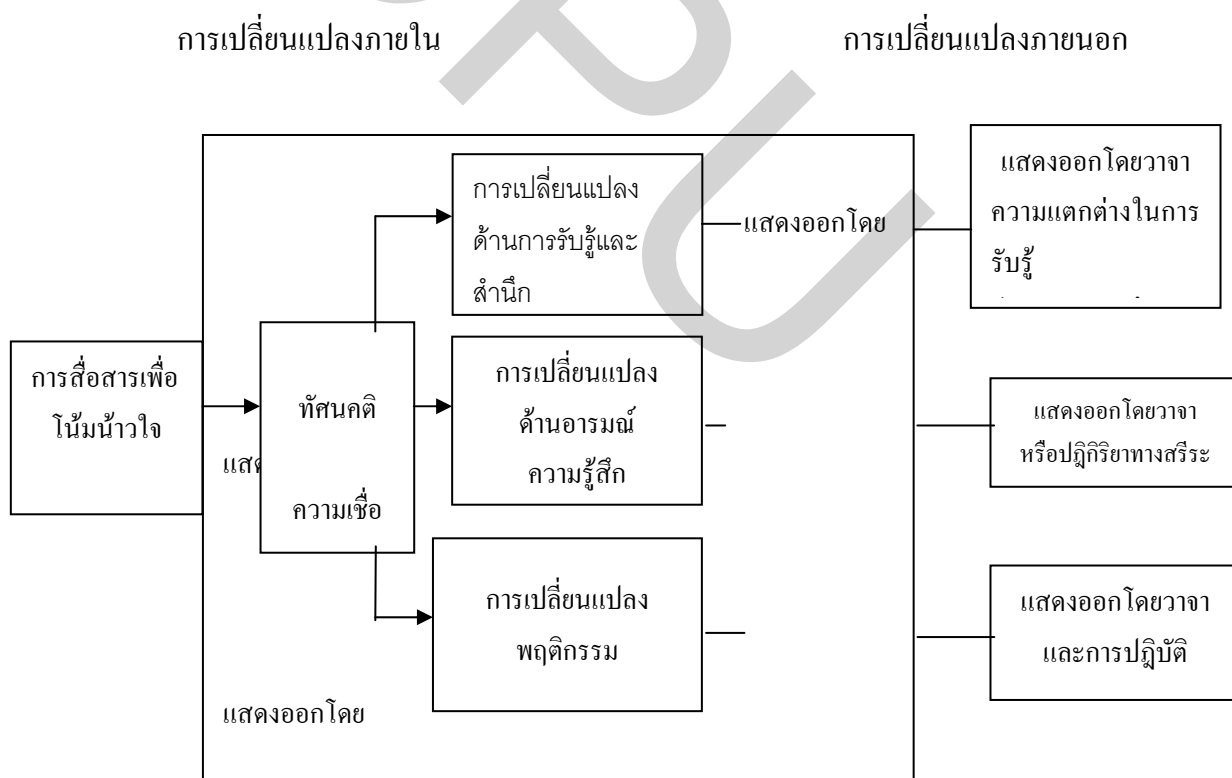 การเปลี่ยนแปลงภายใน
การเปลี่ยนแปลงภายนอก
การสื่อสารเพื่อ
โน้มน้าวใจ
ทัศนคติ
ความเชื่อ
การเปลี่ยนแปลง
ด้านการรับรู้และ
สำนึก
แสดงออกโดย
แสดงออกโดยวาจา
ความแตกต่างในการ
รับรู้
การเปลี่ยนแปลง
ด้านอารมณ์
ความรู้สึก
แสดงออกโดยวาจา
หรือปฎิกิริยาทางสรีระ
การเปลี่ยนแปลง
พฤติกรรม
แสดงออกโดยวาจา
และการปฎิบัติ
แสดงออกโดย
PU